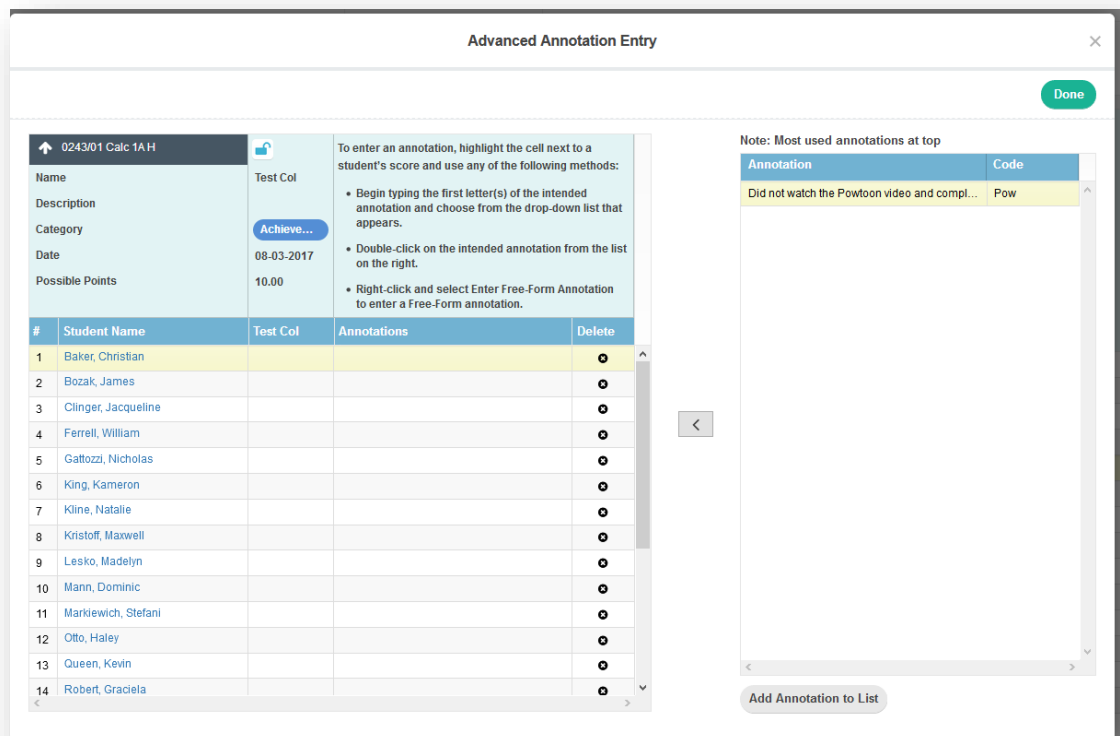 Advanced Annotation Entry
×
Done
0243/01 Calc 1A H
Name
Test Col
Description
Category
Achieve...
Date
08-03-2017
Possible Points
10.00
To enter an annotation, highlight the cell next to a
student's score and use any of the following methods:
• Begin typing the first letter(s) of the intended
annotation and choose from the drop-down list that
appears.
• Double-click on the intended annotation from the list
on the right.
• Right-click and select Enter Free-Form Annotation
to enter a Free-Form annotation.
# Student Name Test Col Annotations Delete
1 Baker, Christian
2 Bozak, James
3 Clinger, Jacqueline
4 Ferrell, William
5 Gattozzi, Nicholas
6 King, Kameron
7 Kline, Natalie
8 Kristoff, Maxwell
9 Lesko, Madelyn
10 Mann, Dominic
11 Markiewich, Stefani
12 Otto, Haley
13 Queen, Kevin
14 Robert, Graciela
Note: Most used annotations at top
Annotation Code
Did not watch the Powtoon video and compl... Pow
Add Annotation to List